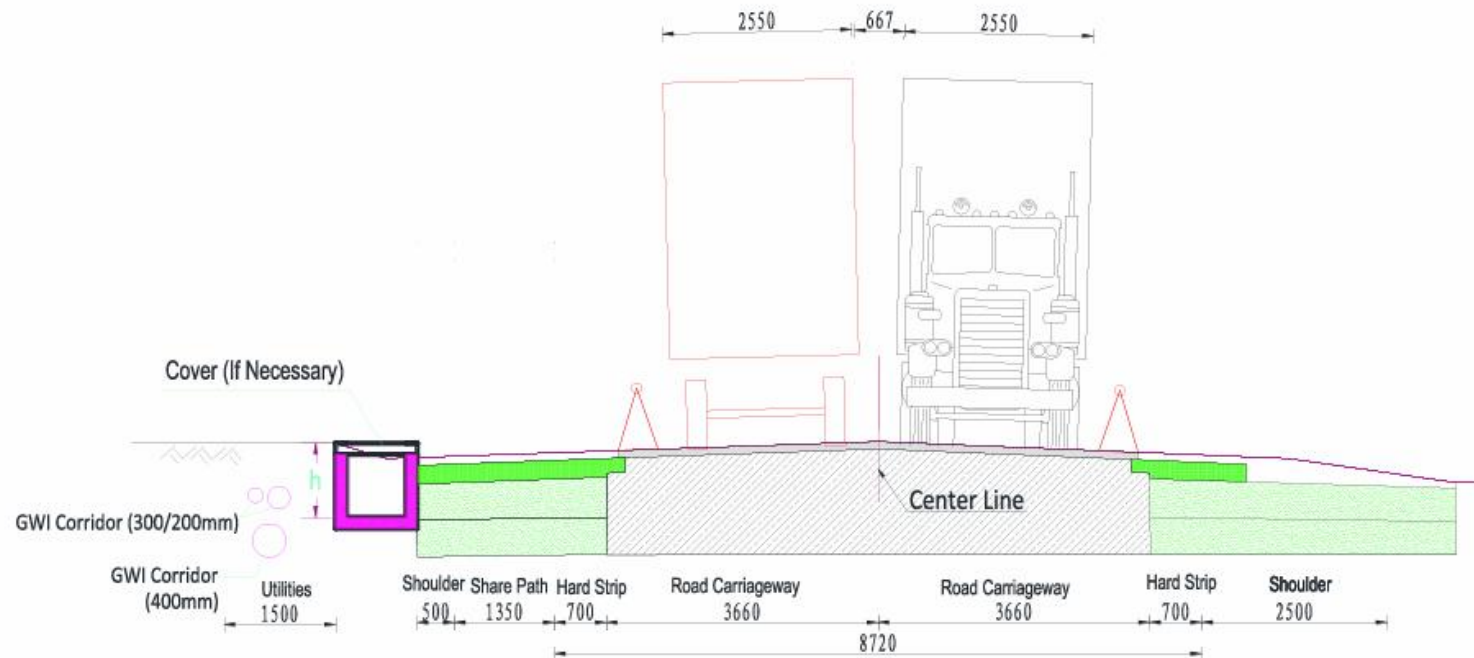 2550 667 2550
Cover (If Necessary)
h
Center Line
GWI Corridor (300/200mm)
GWI Corridor
(400mm)
Utilities
1500
Shoulder Share Path Hard Strip Road Carriageway Road Carriageway Hard Strip Shoulder
500 1350 700 3660 3660 700 2500
8720